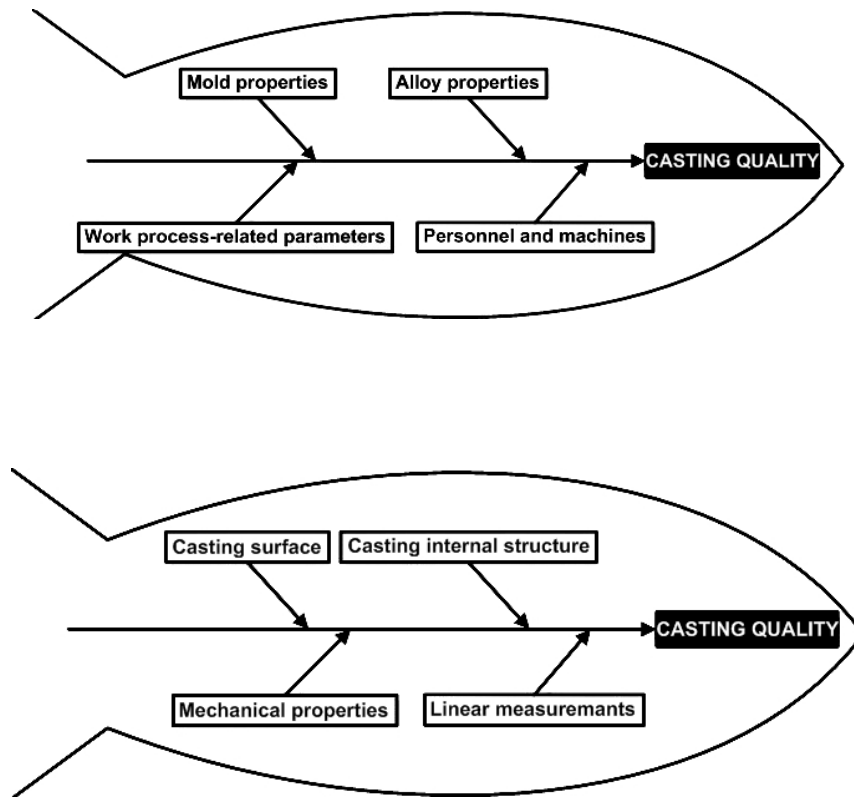 Mold properties
Alloy properties
CASTING QUALITY
Work process-related parameters
Personnel and machines
Casting surface
Casting internal structure
CASTING QUALITY
Mechanical properties
Linear measuremants